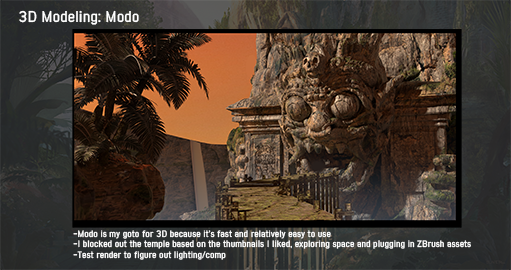 3D Modeling: Modo
-Modo is my goto for 3D because it's fast and relatively easy to use
-I blocked out the temple based on the thumbnails I liked, exploring space and plugging in ZBrush assets
-Test render to figure out lighting/comp